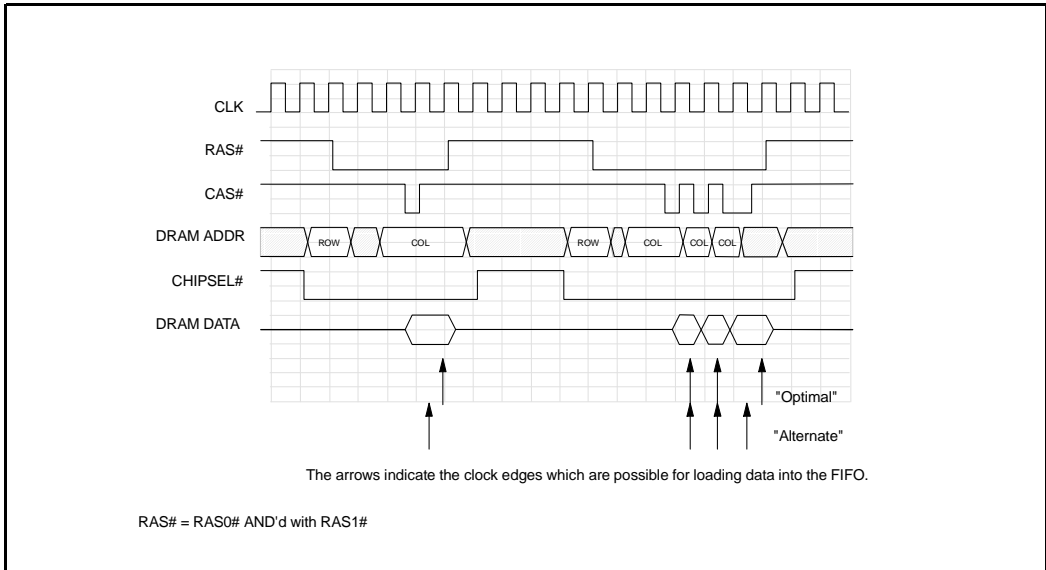 CLK
RAS#
CAS#
DRAM ADDR
ROW
COL
ROW
COL
COL
COL
CHIPSEL#
DRAM DATA
"Optimal"
"Alternate"
The arrows indicate the clock edges which are possible for loading data into the FIFO.
RAS# = RAS0# AND'd with RAS1#